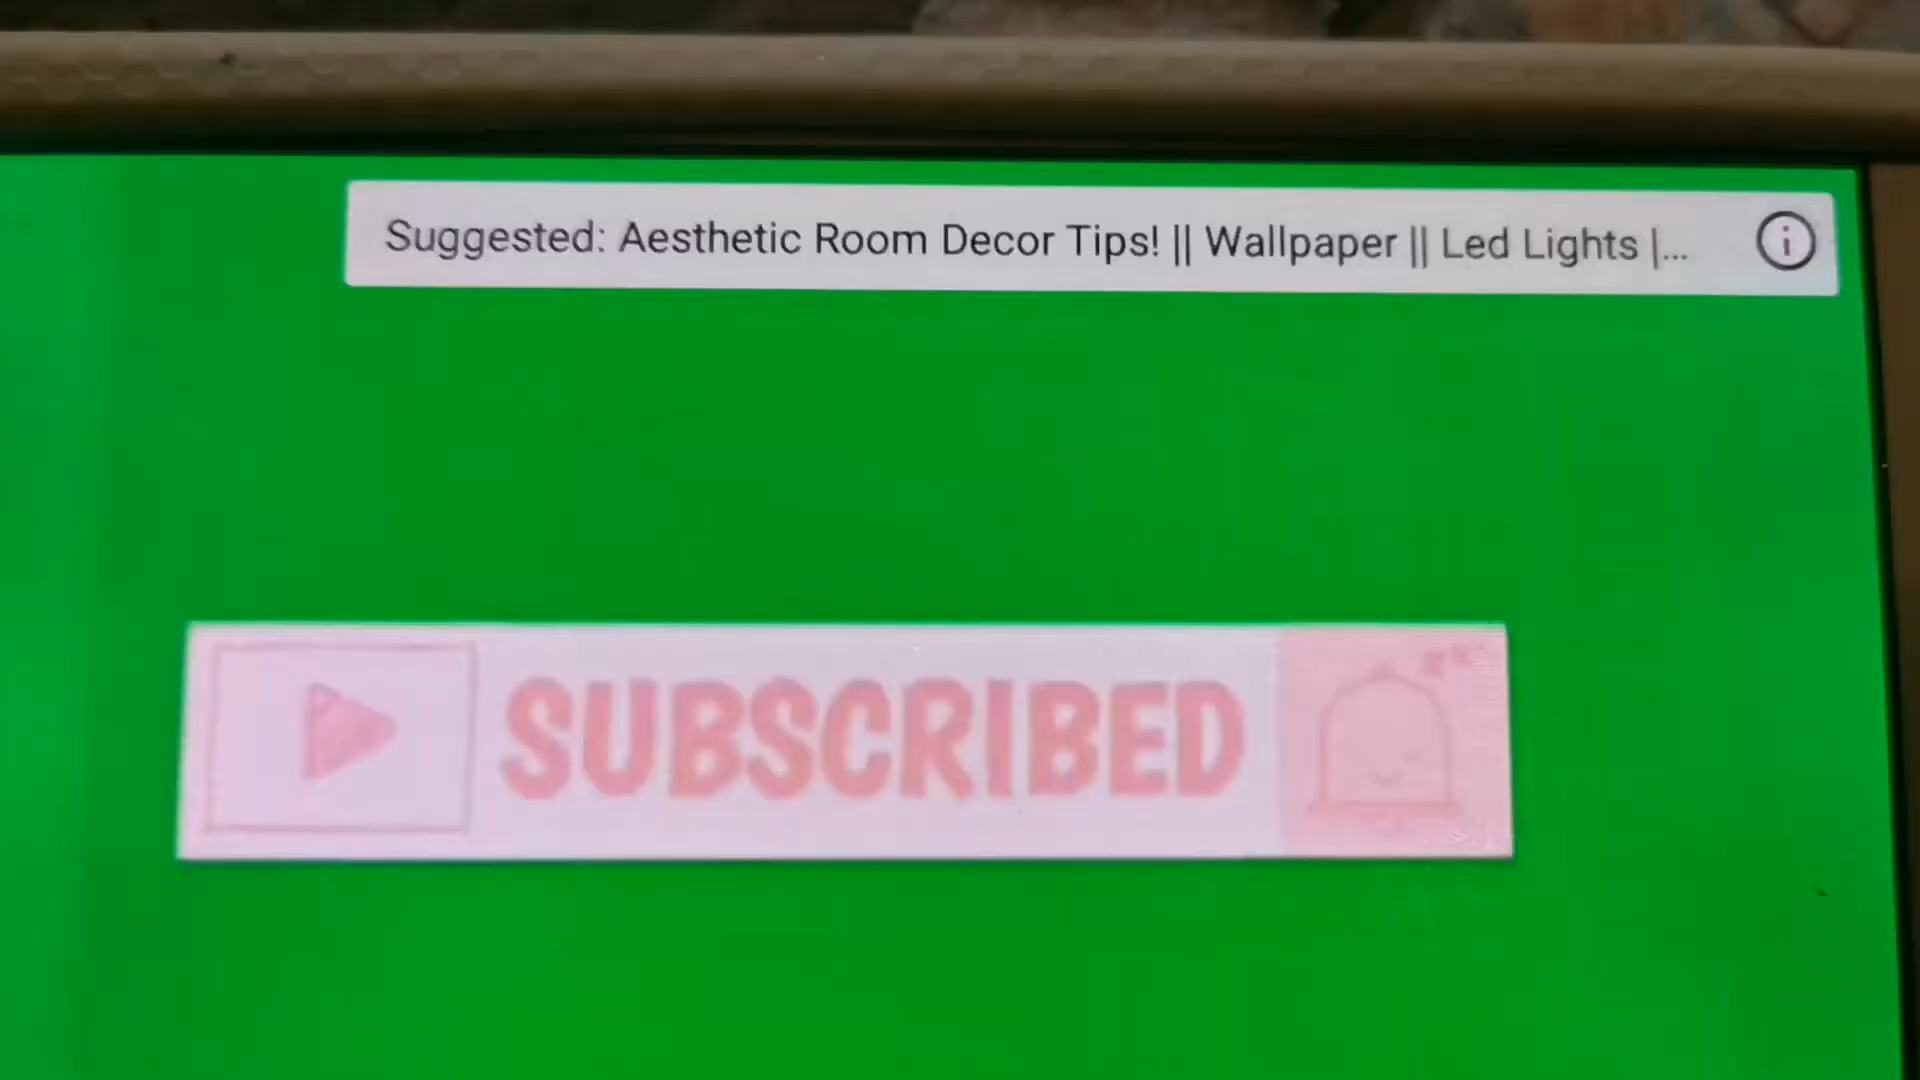 Suggested: Aesthetic Room Decor Tips! || Wallpaper || Led Lights |...
SUBSCRIBED